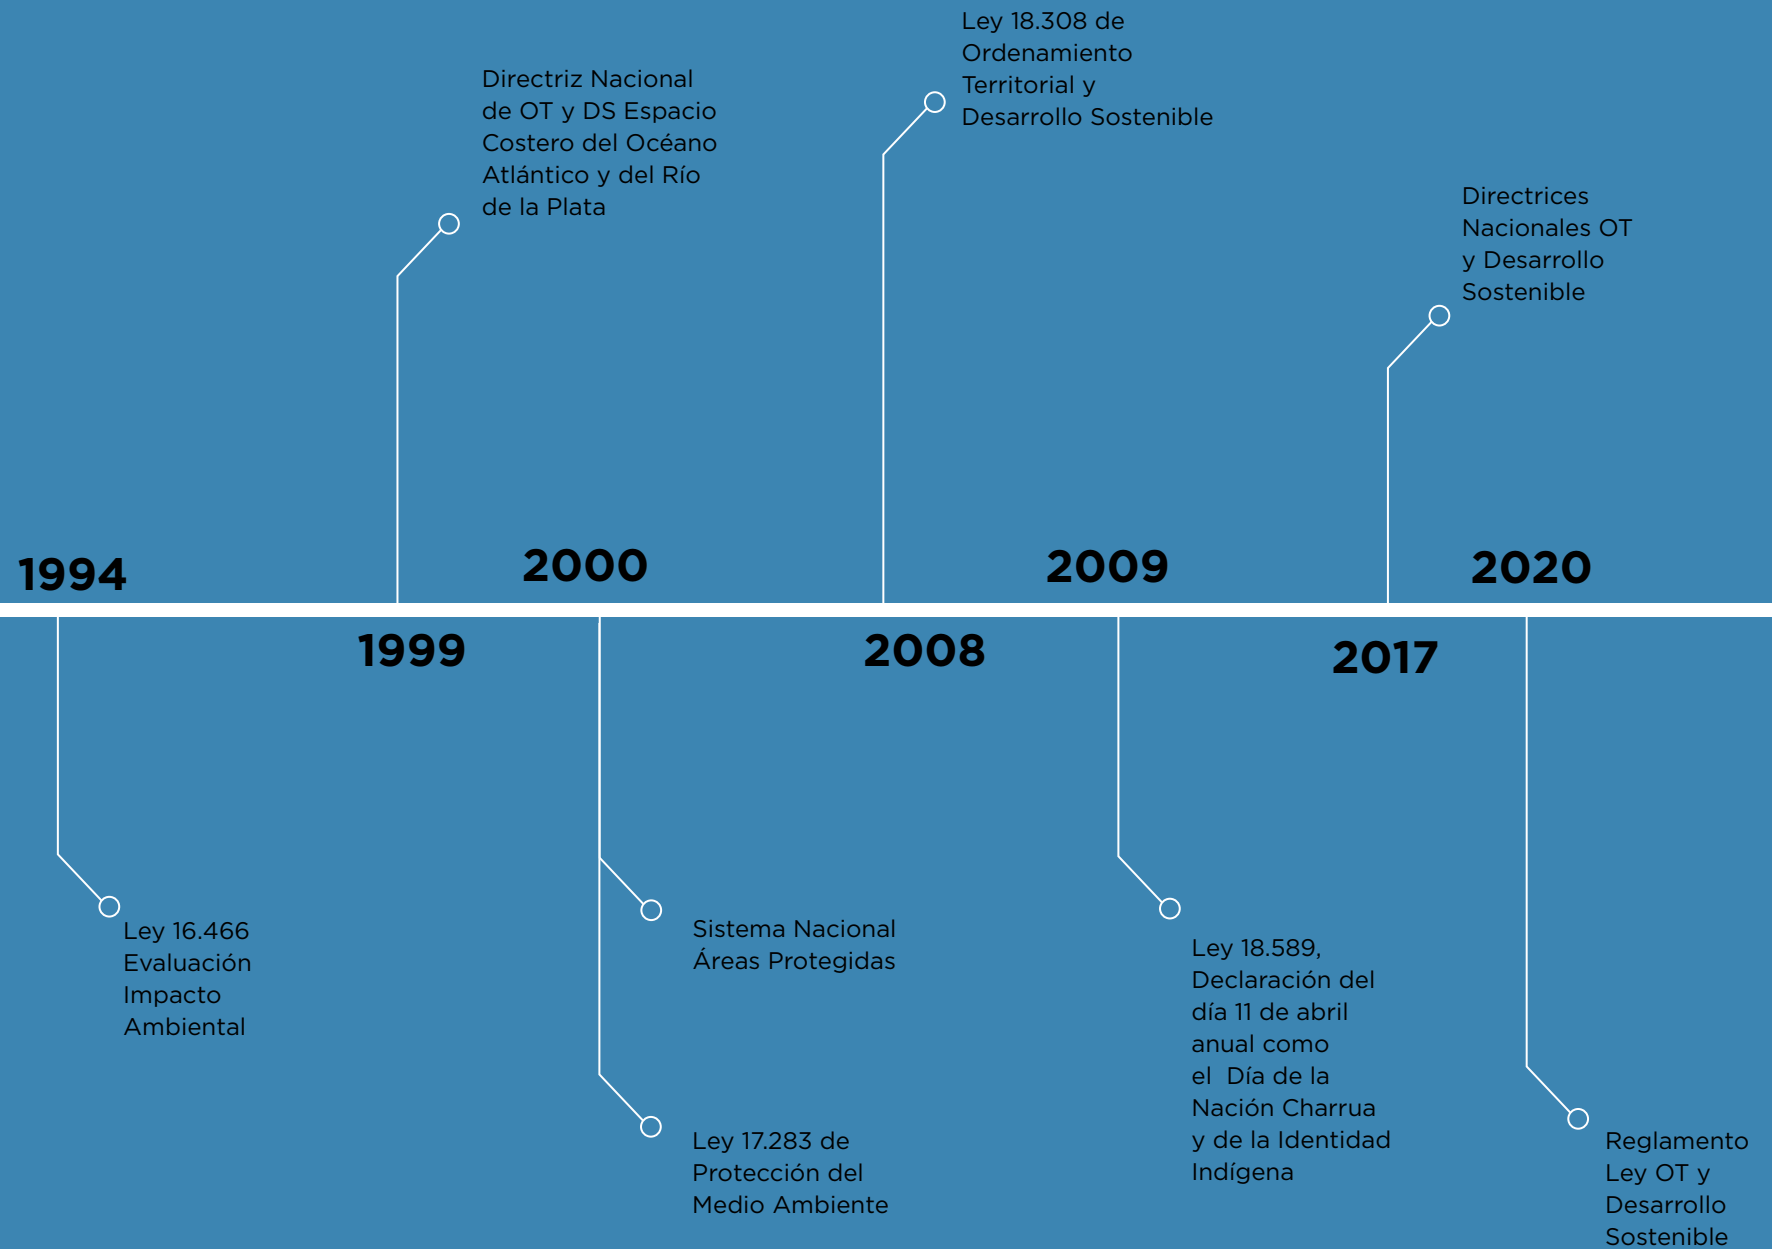 Ley 18.308 de
Ordenamiento
Territorial y
Desarrollo Sostenible
Directriz Nacional
de OT y DS Espacio
Costero del Océano
Atlántico y del Río
de la Plata
Directrices
Nacionales OT
y Desarrollo
Sostenible
1994
2000
2009
2020
1999
2008
2017
Ley 16.466
Evaluación
Impacto
Ambiental
Sistema Nacional
Áreas Protegidas
Ley 17.283 de
Protección del
Medio Ambiente
Ley 18.589,
Declaración del
día 11 de abril
anual como
el  Día de la
Nación Charrua
y de la Identidad
Indígena
Reglamento
Ley OT y
Desarrollo
Sostenible